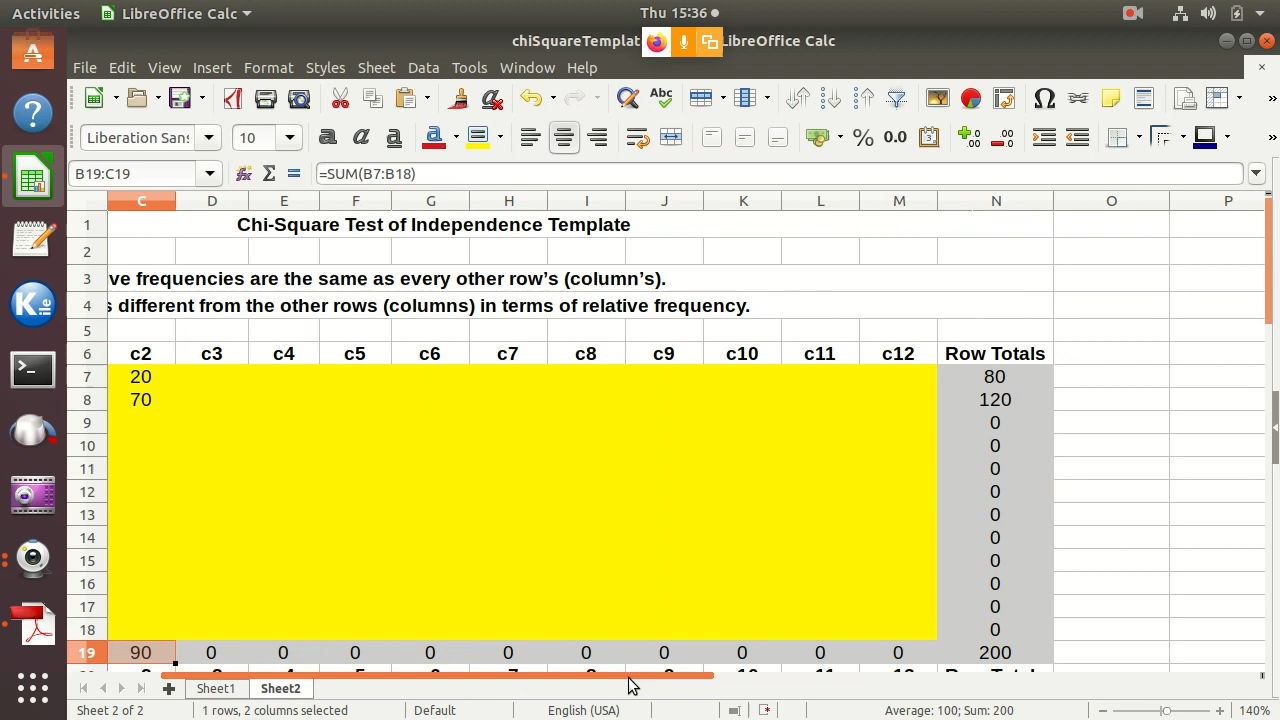 Activities LibreOffice Calc Thu 15:36
chiSquareTemplat LibreOffice Calc
File Edit View Insert Format Styles Sheet Data Tools Window Help
Liberation Sans 10
B19:C19 =SUM(B7:B18)
C D E F G H I J K L M N O P
1 Chi-Square Test of Independence Template
2
3 ve frequencies are the same as every other row's (column's).
4 s different from the other rows (columns) in terms of relative frequency.
5
6 c2 c3 c4 c5 c6 c7 c8 c9 c10 c11 c12 Row Totals
7 20 80
8 70 120
9 0
10 0
11 0
12 0
13 0
14 0
15 0
16 0
17 0
18 0
19 90 0 0 0 0 0 0 0 0 0 0 200
Sheet1 Sheet2
Sheet 2 of 2 1 rows, 2 columns selected Default English (USA) Average: 100; Sum: 200 140%